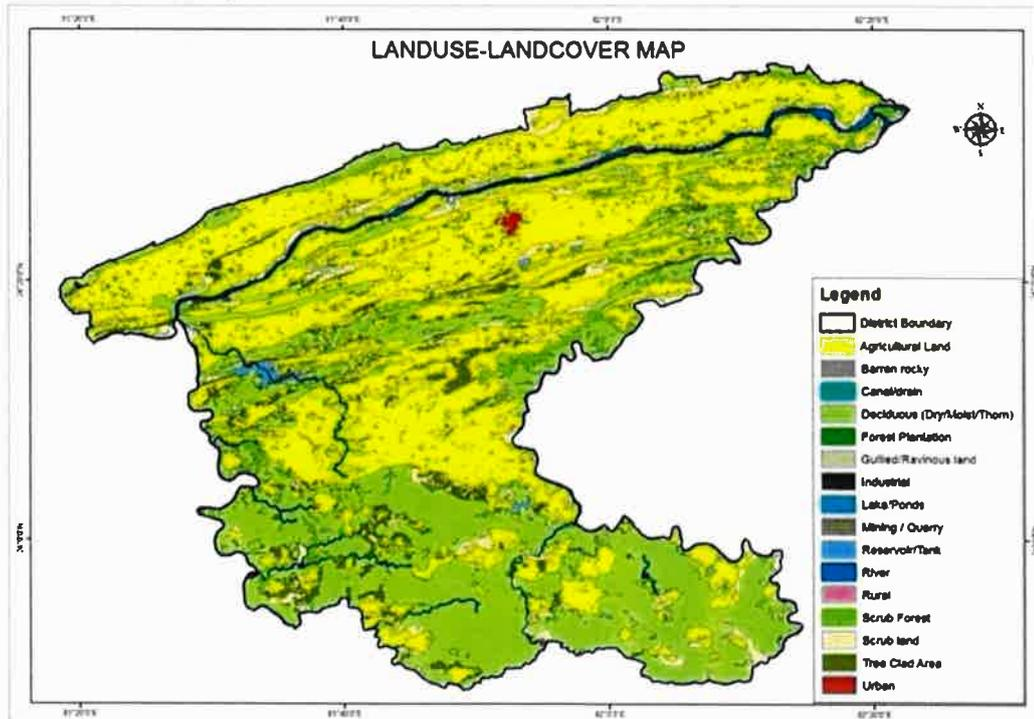 LANDUSE-LANDCOVER MAP
N
Legend
District Boundary
Agricultural Land
Barren rocky
Canal/drain
Deciduous (Dry/Moist/Thorn)
Forest Plantation
Gullied/Ravinous land
Industrial
Lake/Ponds
Mining / Quarry
Reservoir/Tank
River
Rural
Scrub Forest
Scrub land
Tree Clad Area
Urban